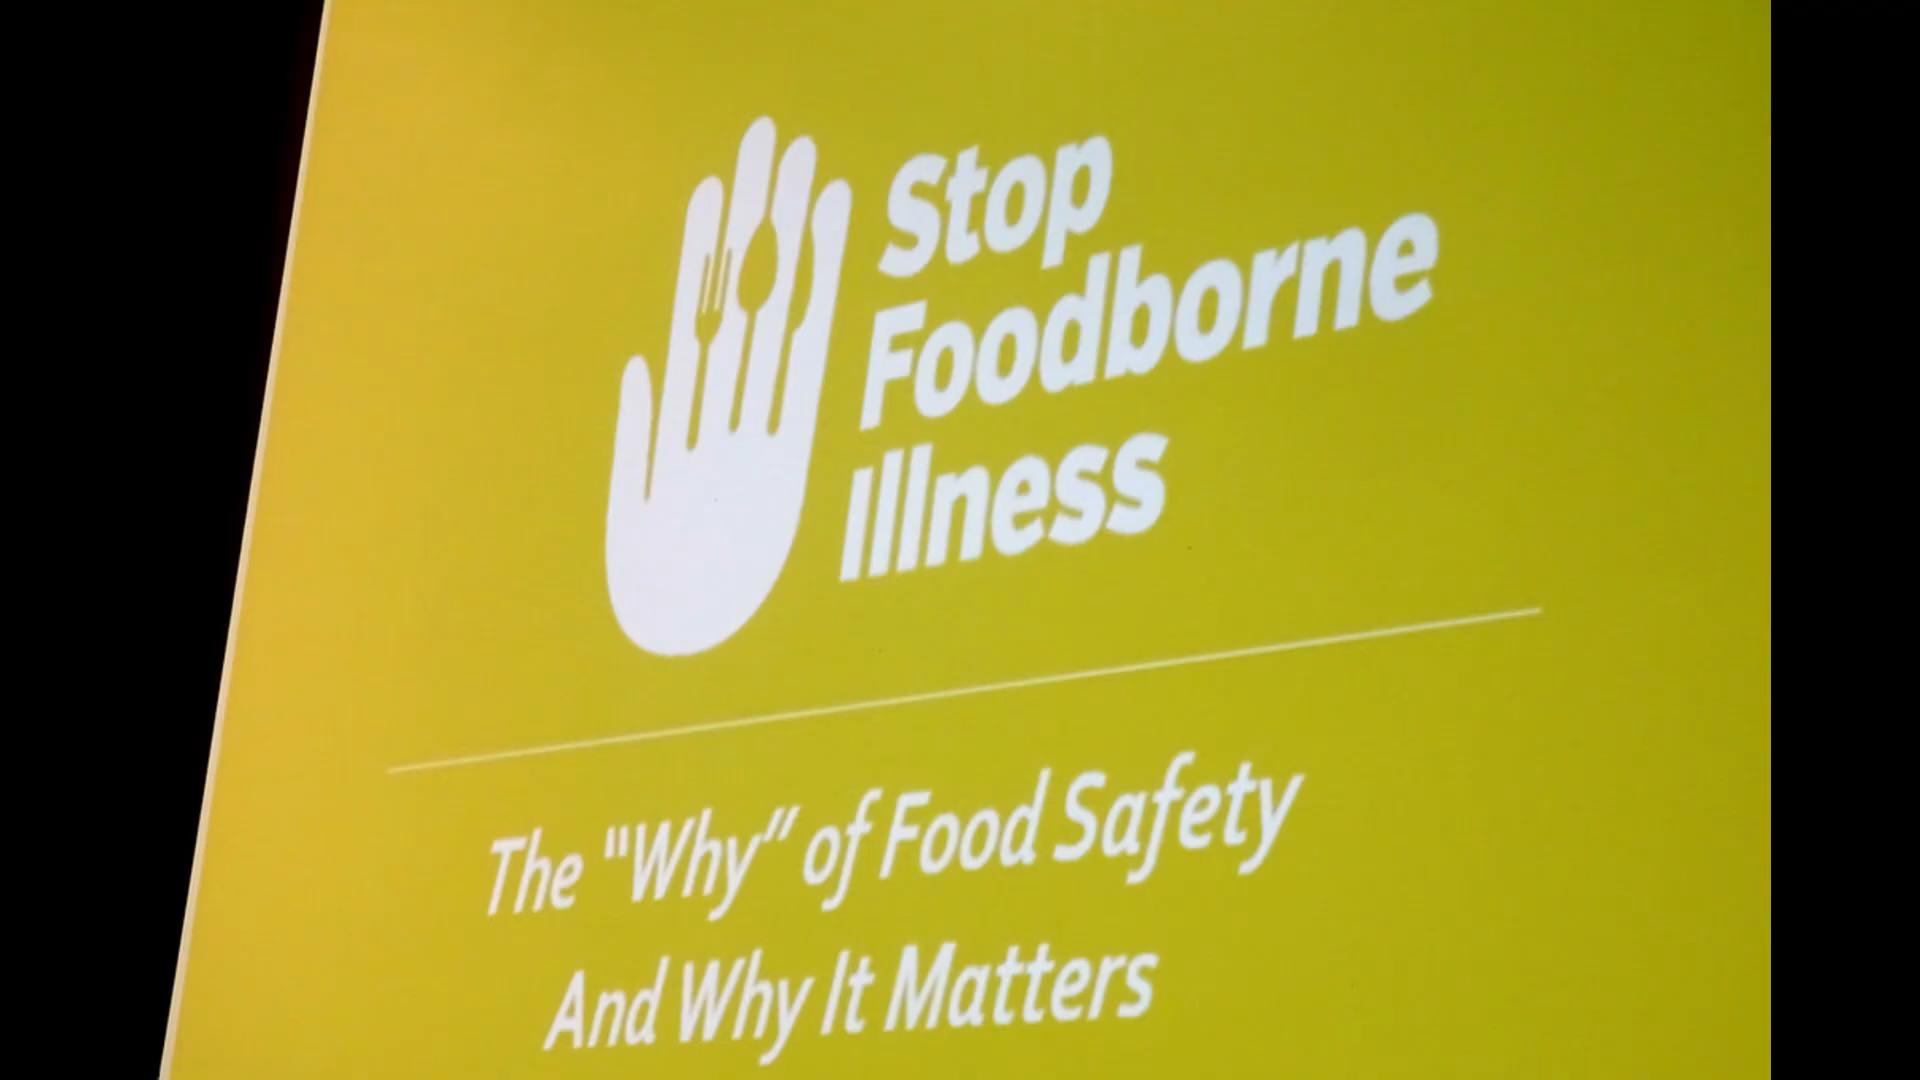 Stop
Foodborne
Illness
The "Why" of Food Safety
And Why It Matters